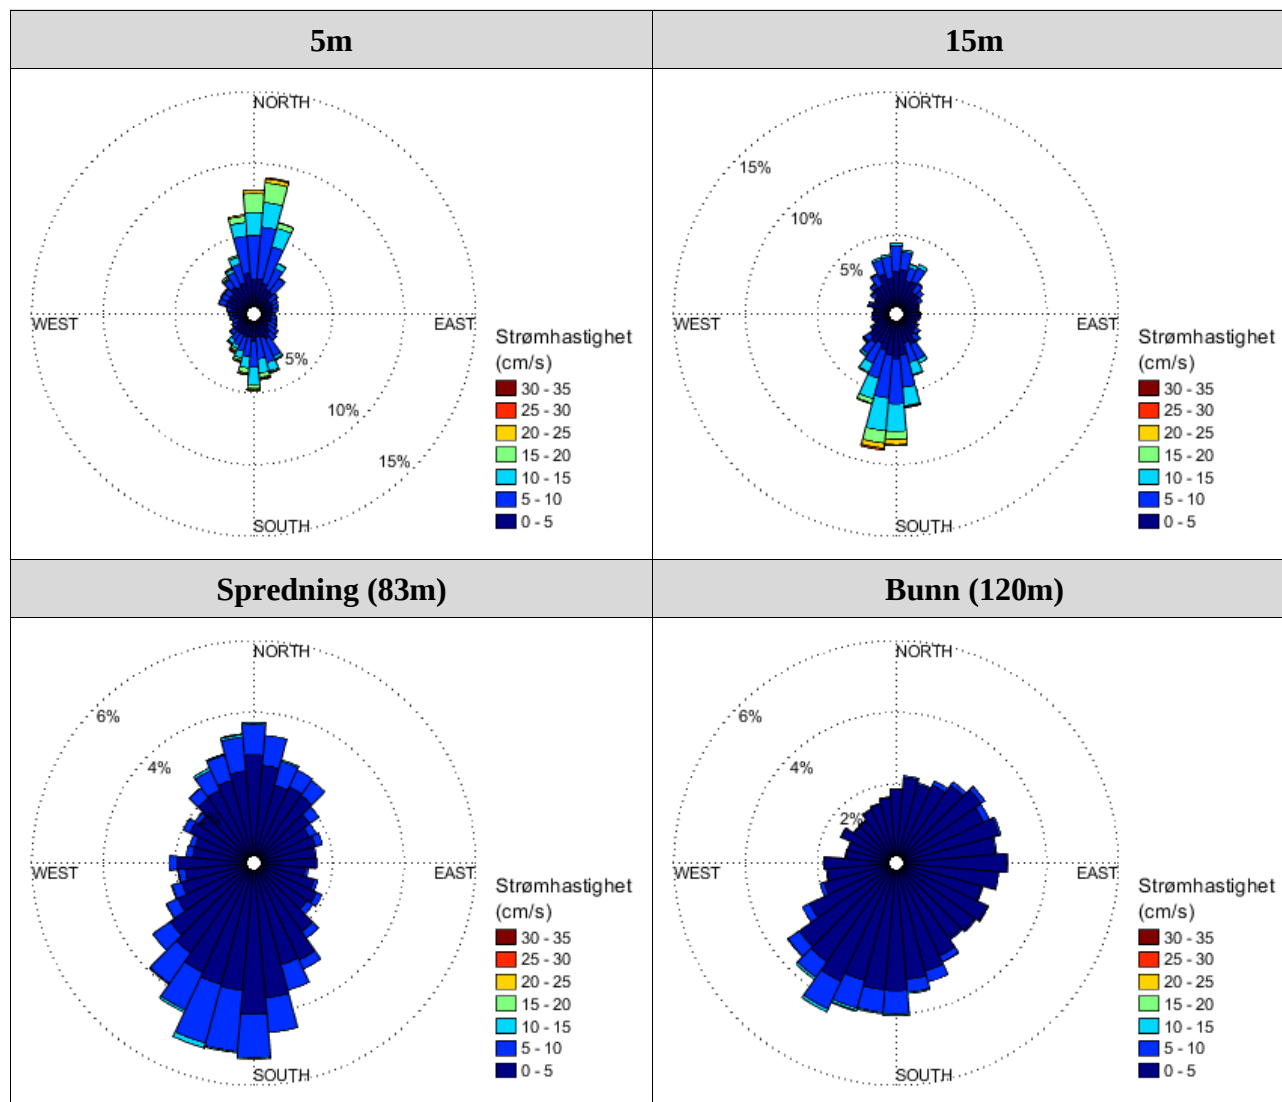 5m
15m
NORTH
WEST
EAST
SOUTH
5%
10%
15%
Strømhastighet
(cm/s)
30 - 35
25 - 30
20 - 25
15 - 20
10 - 15
5 - 10
0 - 5
NORTH
15%
10%
5%
WEST
EAST
SOUTH
Strømhastighet
(cm/s)
30 - 35
25 - 30
20 - 25
15 - 20
10 - 15
5 - 10
0 - 5
Spredning (83m)
Bunn (120m)
NORTH
6%
4%
WEST
EAST
SOUTH
Strømhastighet
(cm/s)
30 - 35
25 - 30
20 - 25
15 - 20
10 - 15
5 - 10
0 - 5
NORTH
6%
4%
2%
WEST
EAST
SOUTH
Strømhastighet
(cm/s)
30 - 35
25 - 30
20 - 25
15 - 20
10 - 15
5 - 10
0 - 5